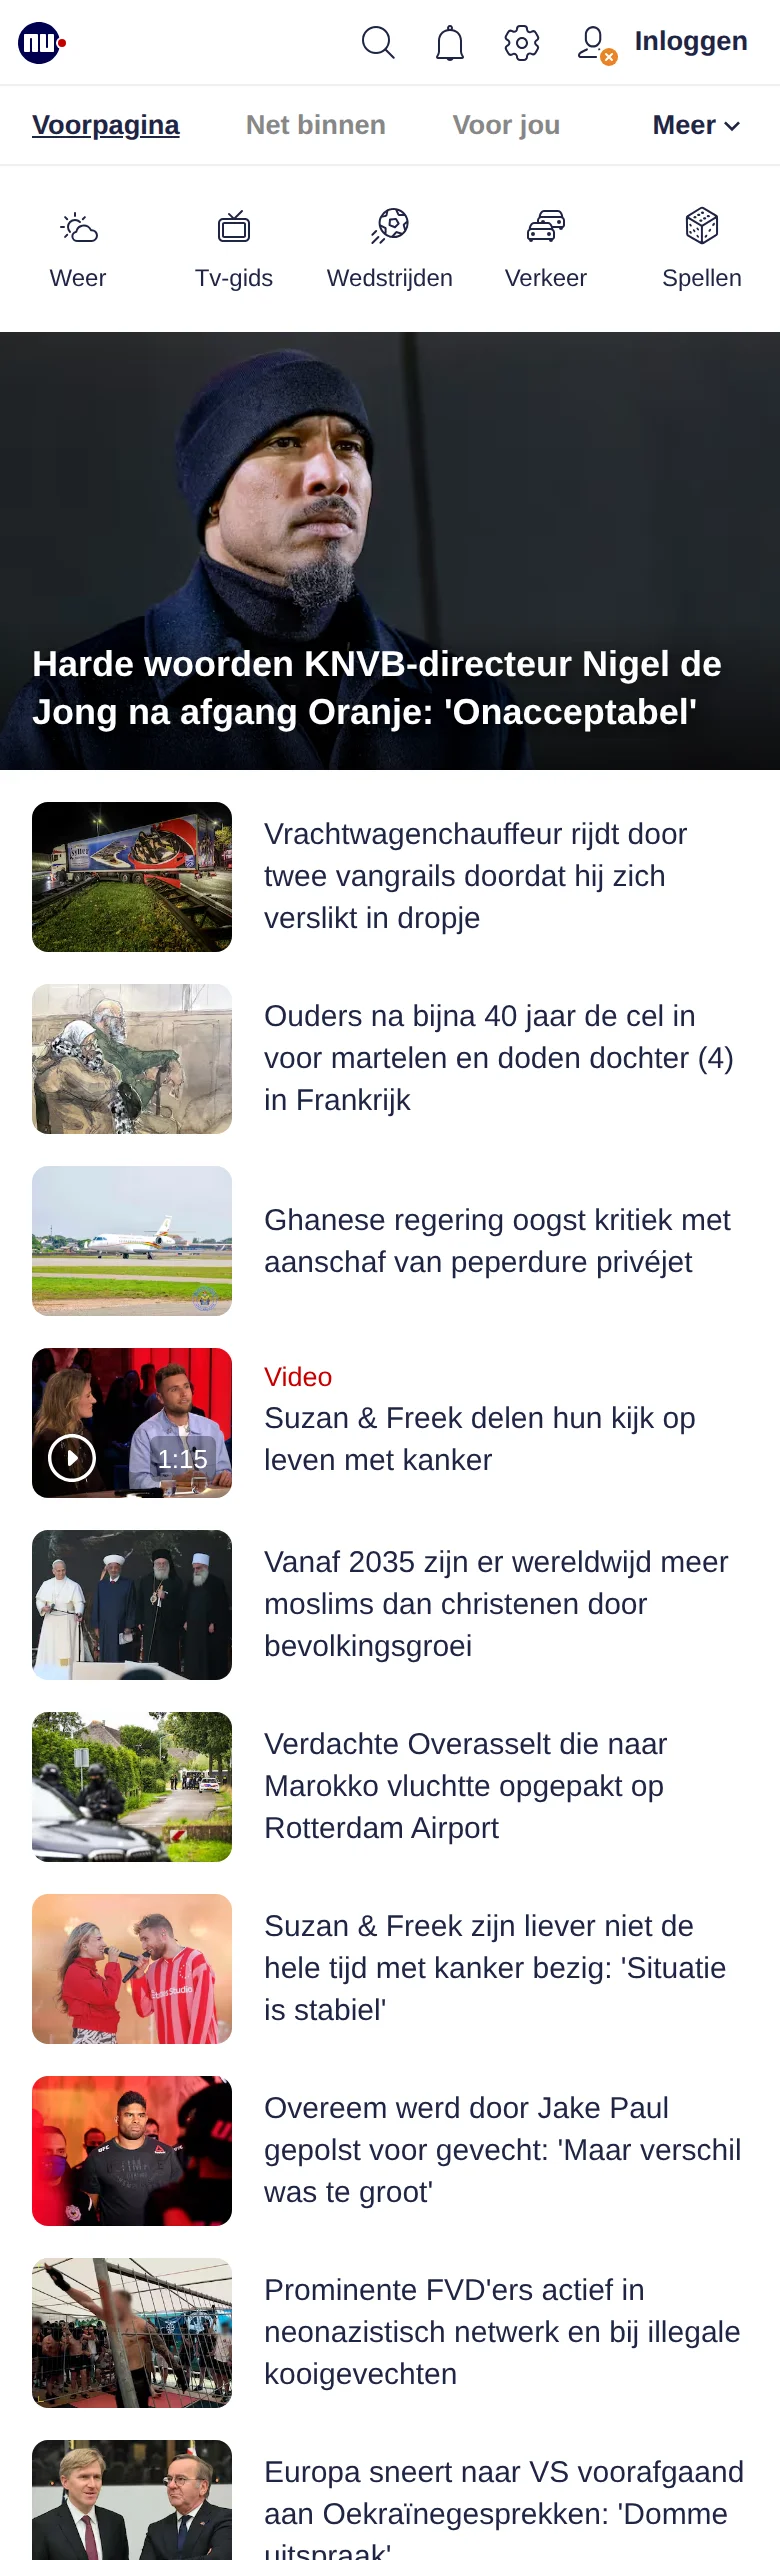 nu
Inloggen
Voorpagina
Net binnen
Voor jou
Meer
Weer
Tv-gids
Wedstrijden
Verkeer
Spellen
Harde woorden KNVB-directeur Nigel de
Jong na afgang Oranje: 'Onacceptabel'
Vrachtwagenchauffeur rijdt door
twee vangrails doordat hij zich
verslikt in dropje
Ouders na bijna 40 jaar de cel in
voor martelen en doden dochter (4)
in Frankrijk
Ghanese regering oogst kritiek met
aanschaf van peperdure privéjet
1:15
Video
Suzan & Freek delen hun kijk op
leven met kanker
Vanaf 2035 zijn er wereldwijd meer
moslims dan christenen door
bevolkingsgroei
Verdachte Overasselt die naar
Marokko vluchtte opgepakt op
Rotterdam Airport
Suzan & Freek zijn liever niet de
hele tijd met kanker bezig: 'Situatie
is stabiel'
Overeem werd door Jake Paul
gepolst voor gevecht: 'Maar verschil
was te groot'
Prominente FVD'ers actief in
neonazistisch netwerk en bij illegale
kooigevechten
Europa sneert naar VS voorafgaand
aan Oekraïnegesprekken: 'Domme
uitspraak'